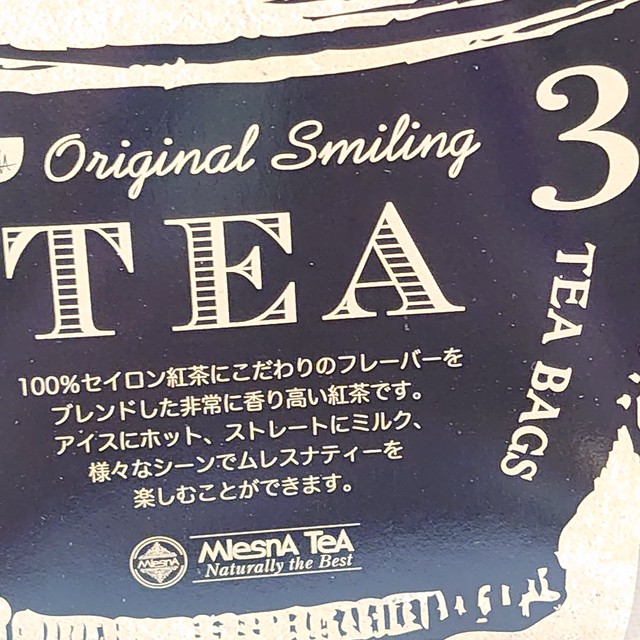 Original Smiling
TEA
3
TEA BAGS
100%セイロン紅茶にこだわりのフレーバーを
ブレンドした非常に香り高い紅茶です。
アイスにホット、ストレートにミルク、
様々なシーンでムレスナティーを
楽しむことができます。
MlesnA TeA
Naturally the Best